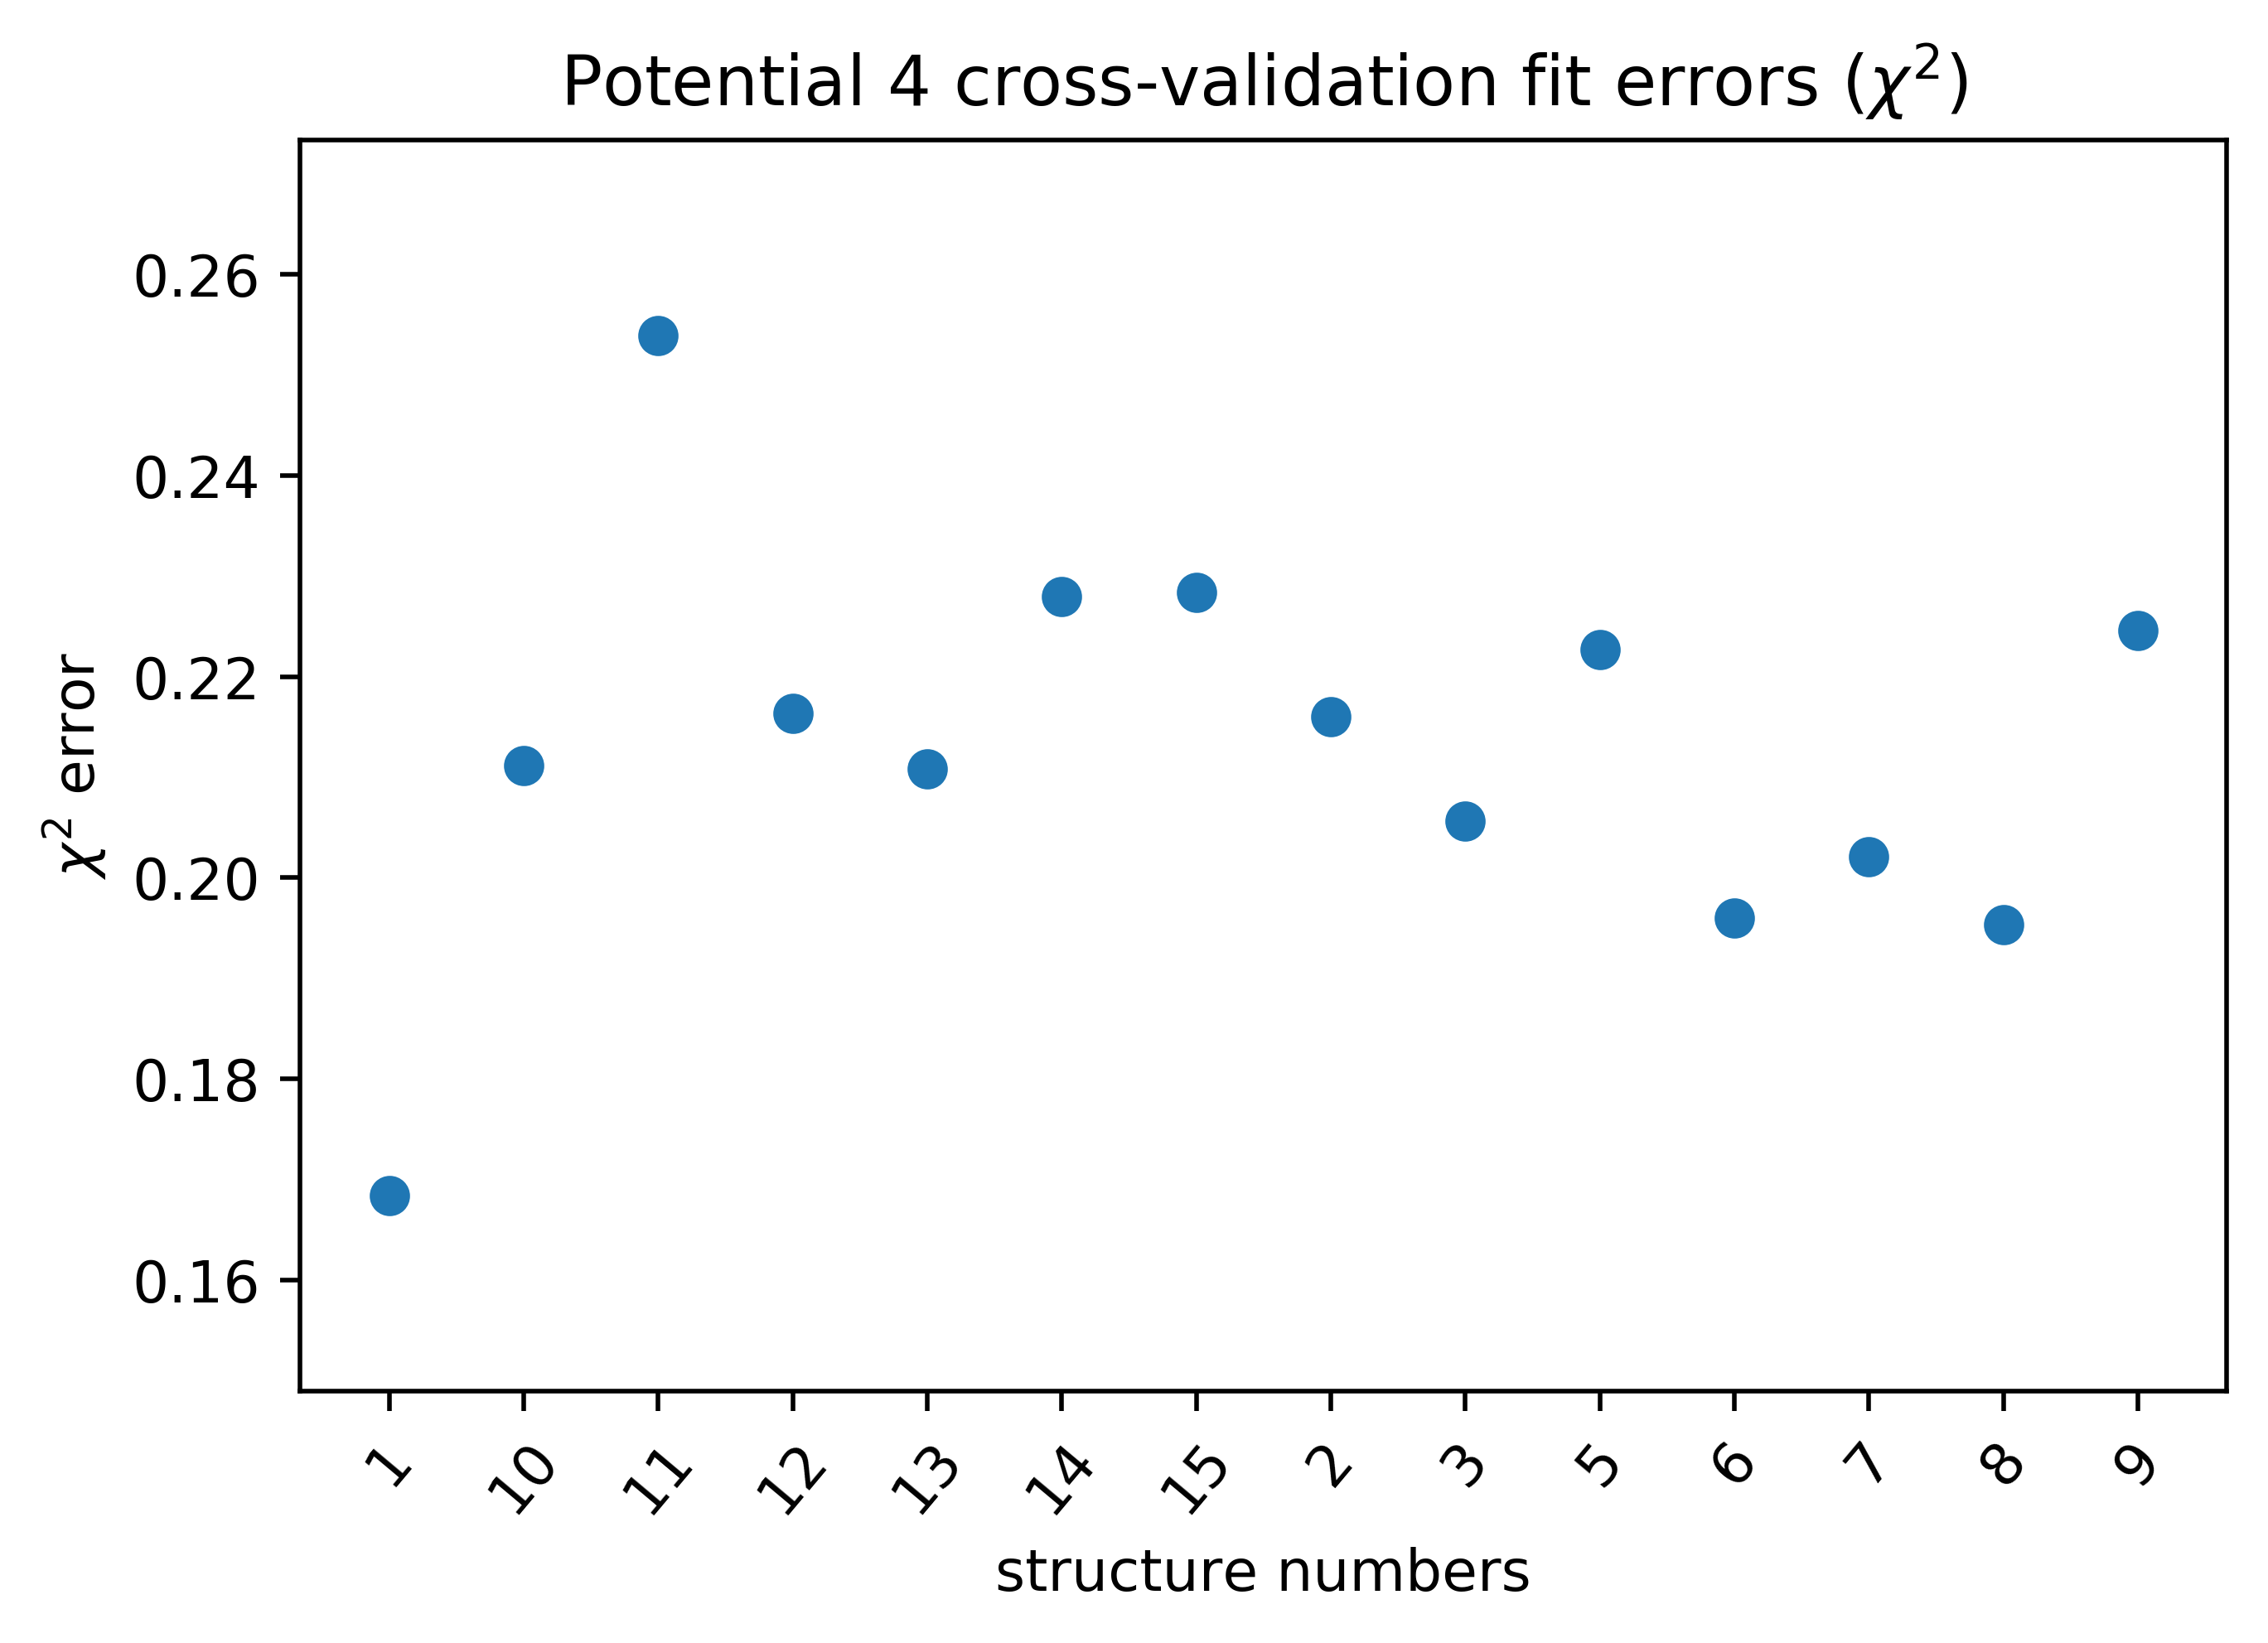 Potential 4 cross-validation fit errors (χ²)
χ² error
0.26
0.24
0.22
0.20
0.18
0.16
1 10 11 12 13 14 15 2 3 5 6 7 8 9
structure numbers